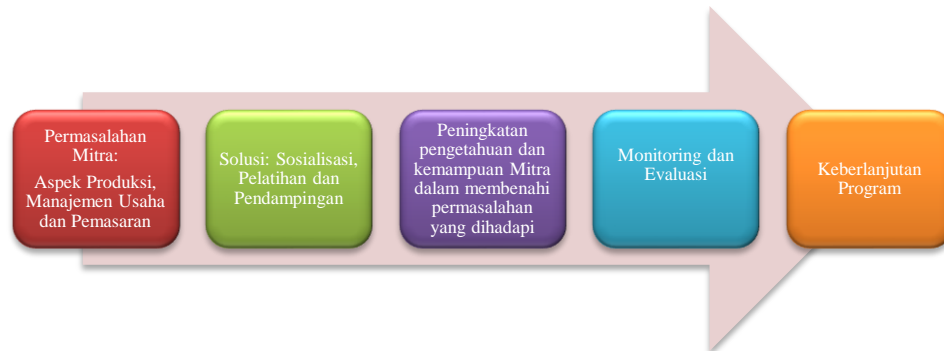 Permasalahan
Mitra:
Aspek Produksi,
Manajemen Usaha
dan Pemasaran
Solusi: Sosialisasi,
Pelatihan dan
Pendampingan
Peningkatan
pengetahuan dan
kemampuan Mitra
dalam membenahi
permasalahan
yang dihadapi
Monitoring dan
Evaluasi
Keberlanjutan
Program